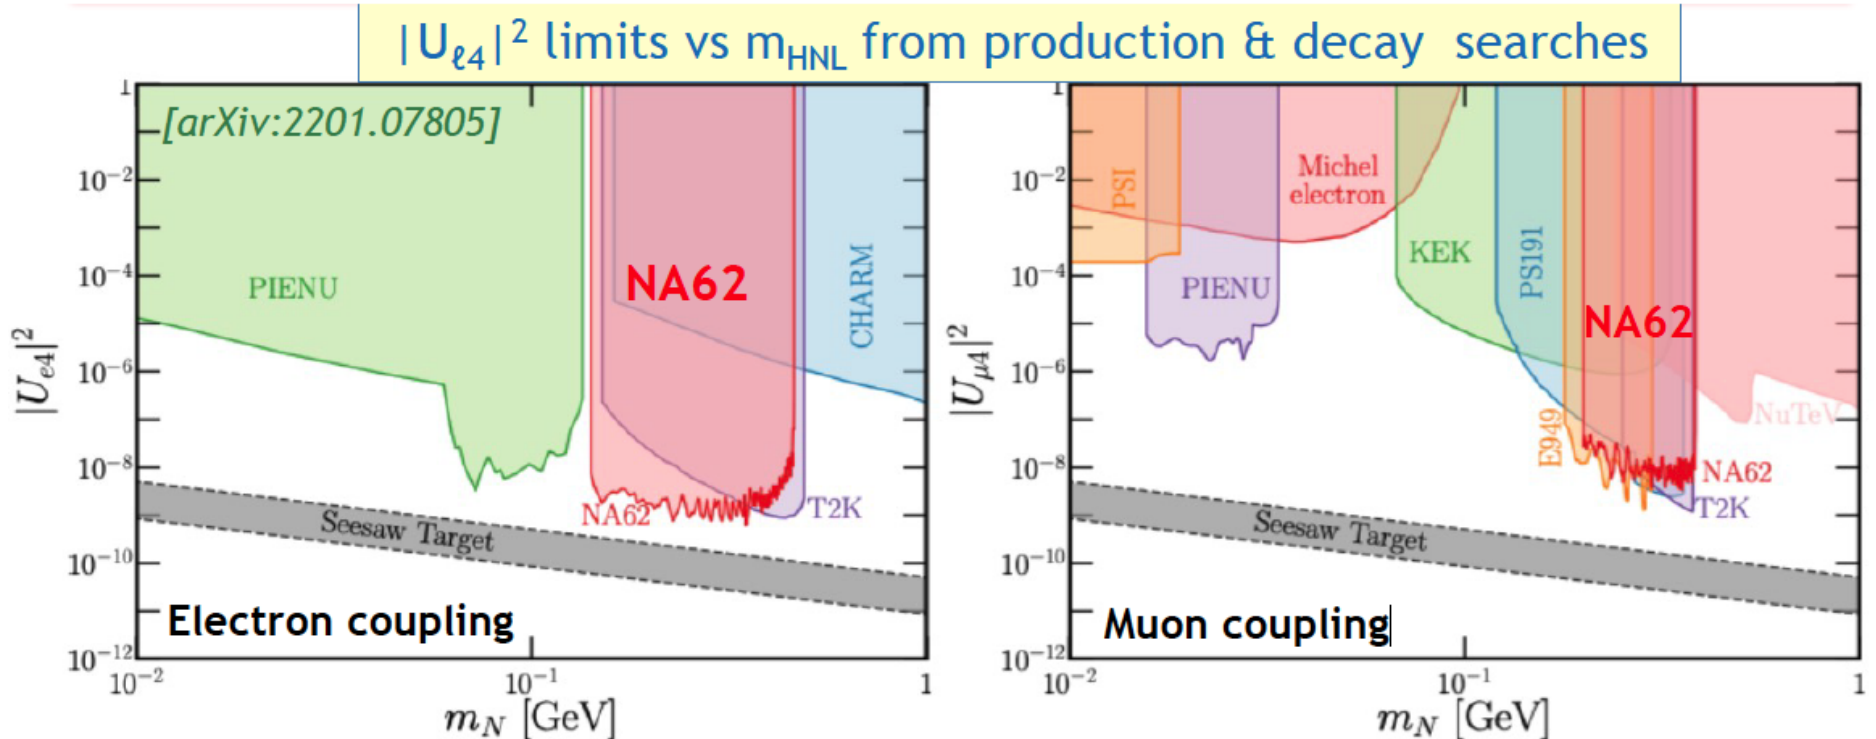 |Uℓ4|² limits vs mHNL from production & decay searches
[arXiv:2201.07805]
1
10⁻²
10⁻⁴
10⁻⁶
10⁻⁸
10⁻¹⁰
10⁻¹²
|Ue4|²
PIENU
NA62
CHARM
NA62
T2K
Seesaw Target
Electron coupling
10⁻²
10⁻¹
1
mN [GeV]
1
10⁻²
10⁻⁴
10⁻⁶
10⁻⁸
10⁻¹⁰
10⁻¹²
|Uμ4|²
PSI
Michel
electron
PIENU
KEK
PS191
NA62
NuTeV
E949
NA62
T2K
Seesaw Target
Muon coupling
10⁻²
10⁻¹
1
mN [GeV]